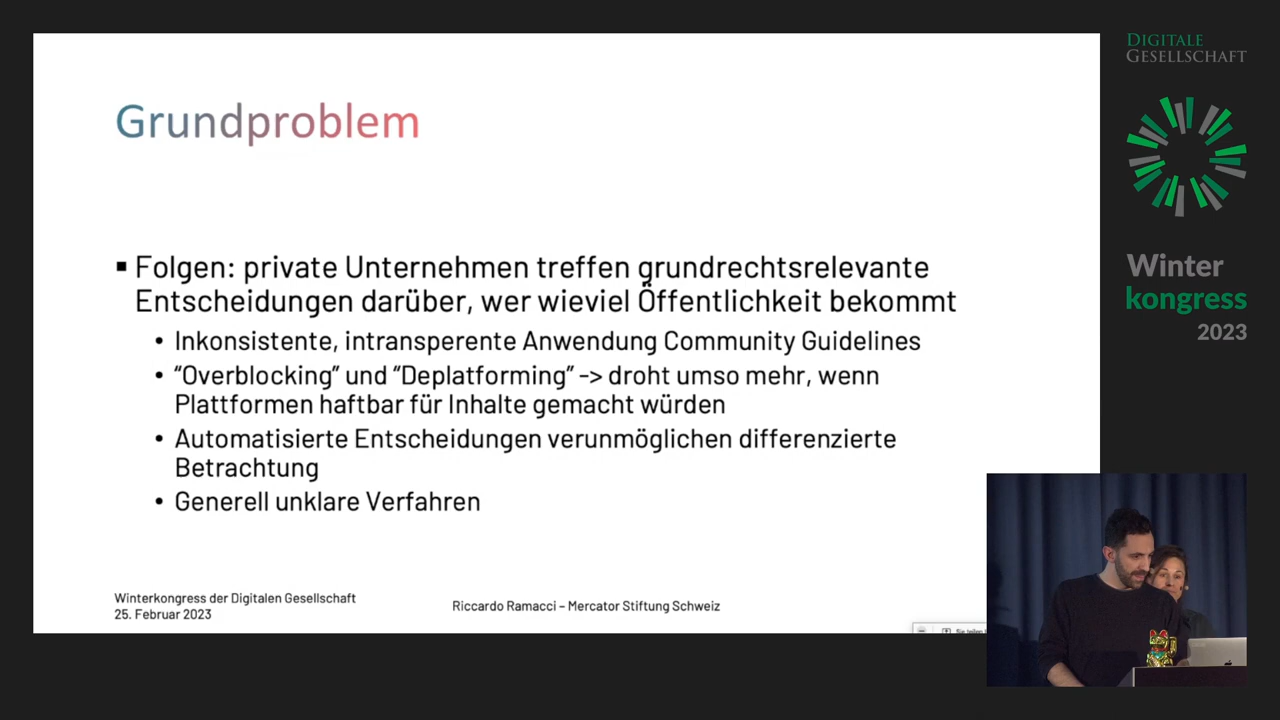 Grundproblem
Folgen: private Unternehmen treffen grundrechtsrelevante
Entscheidungen darüber, wer wieviel Öffentlichkeit bekommt
• Inkonsistente, intransperente Anwendung Community Guidelines
• “Overblocking” und “Deplatforming” -> droht umso mehr, wenn
Plattformen haftbar für Inhalte gemacht würden
• Automatisierte Entscheidungen verunmöglichen differenzierte
Betrachtung
• Generell unklare Verfahren
Winterkongress der Digitalen Gesellschaft
25. Februar 2023
Riccardo Ramacci – Mercator Stiftung Schweiz
Sie teilen
DIGITALE
GESELLSCHAFT
Winter
kongress
2023